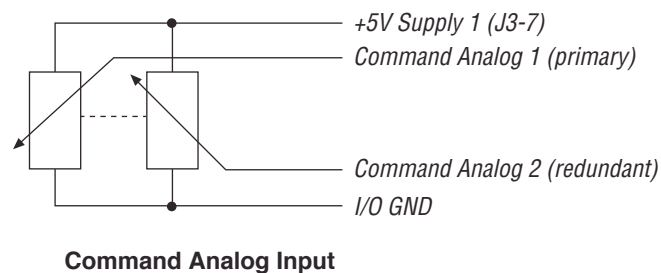 +5V Supply 1 (J3-7)
Command Analog 1 (primary)
Command Analog 2 (redundant)
I/O GND
Command Analog Input